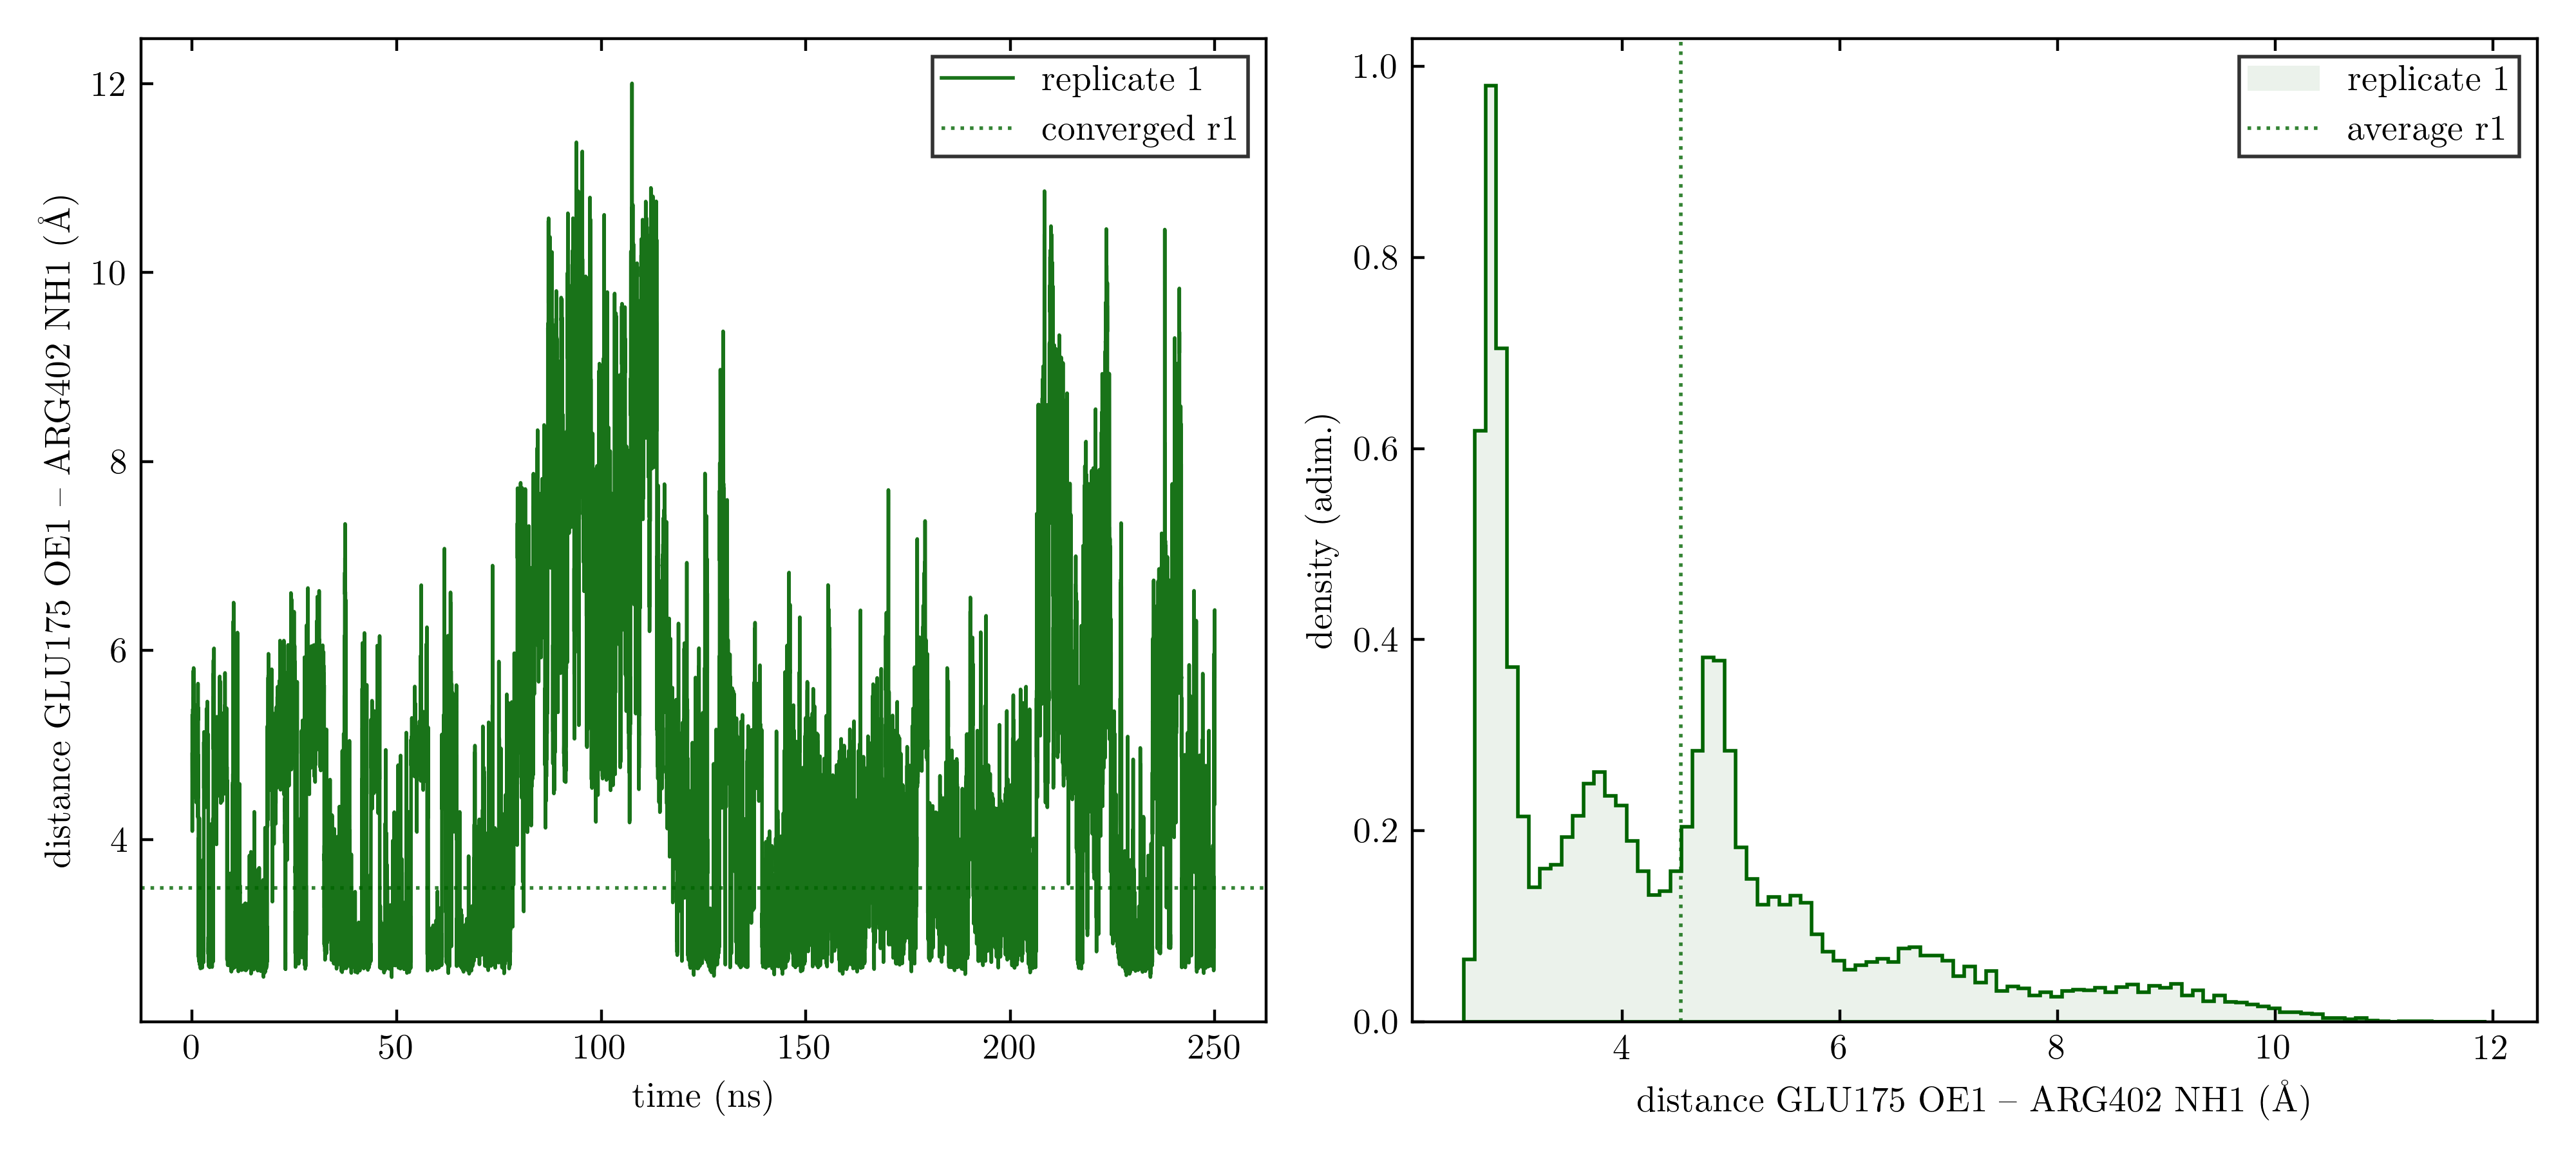 distance GLU175 OE1 – ARG402 NH1 (Å)
12
10
8
6
4
replicate 1
converged r1
0
50
100
150
200
250
time (ns)
density (adim.)
1.0
0.8
0.6
0.4
0.2
0.0
replicate 1
average r1
4
6
8
10
12
distance GLU175 OE1 – ARG402 NH1 (Å)